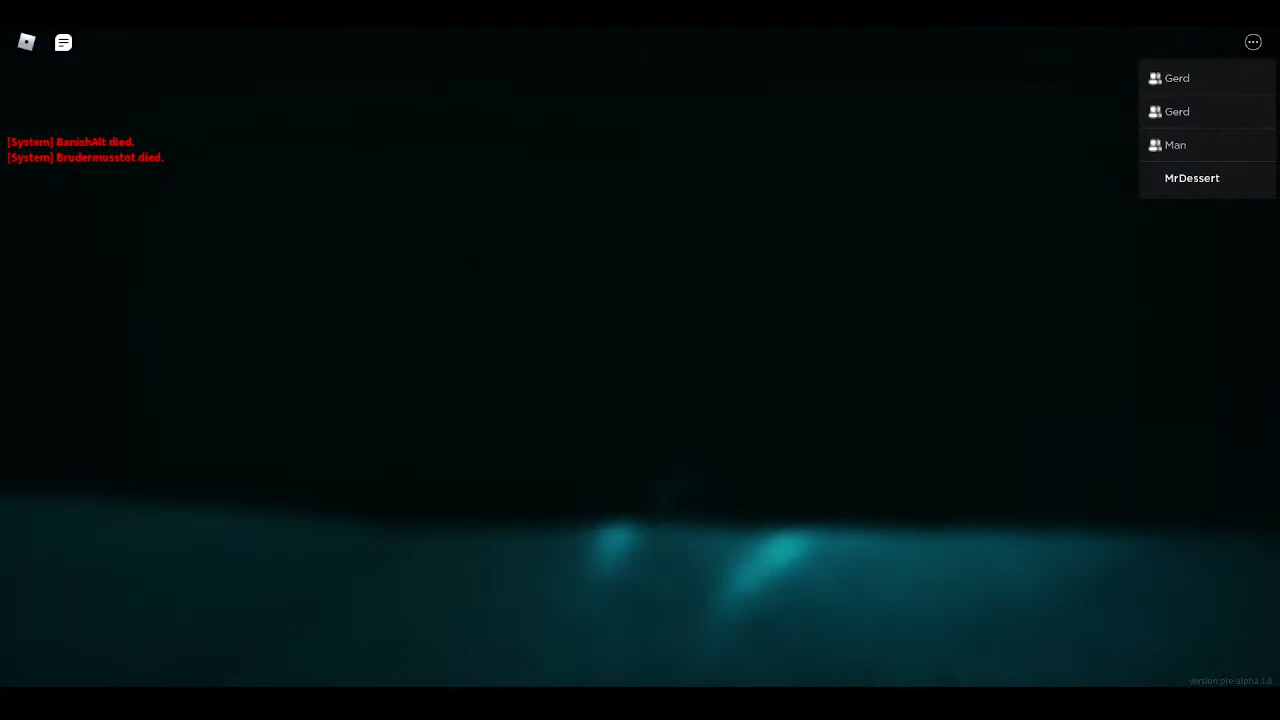 Gerd
Gerd
[System] BanishAlt died.
Man
[System] Brudermusstot died.
MrDessert
version pre-alpha 1.0